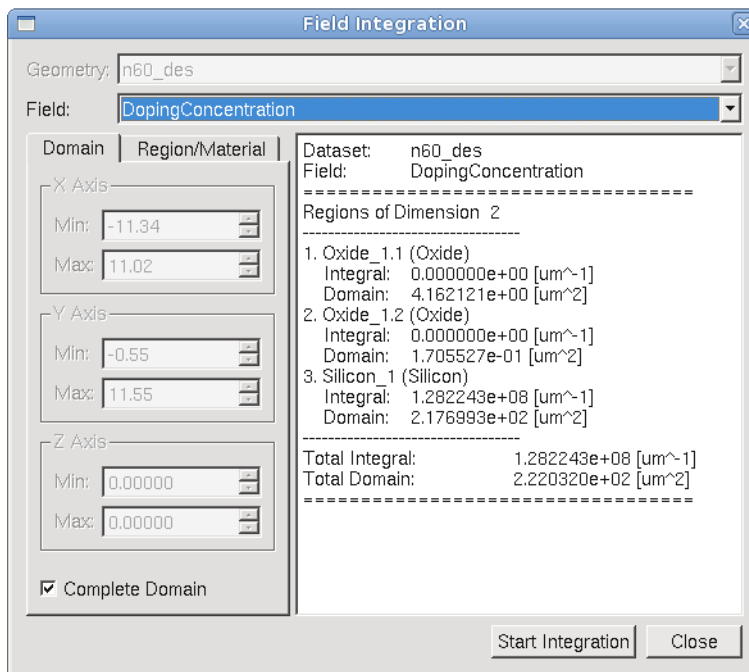 Field Integration
Geometry: n60_des
Field: DopingConcentration
Domain Region/Material
X Axis
Min: -11.34
Max: 11.02
Y Axis
Min: -0.55
Max: 11.55
Z Axis
Min: 0.00000
Max: 0.00000
Complete Domain
Dataset: n60_des
Field: DopingConcentration
==================================
Regions of Dimension 2
----------------------------------
1. Oxide_1.1 (Oxide)
Integral: 0.000000e+00 [um^-1]
Domain: 4.162121e+00 [um^2]
2. Oxide_1.2 (Oxide)
Integral: 0.000000e+00 [um^-1]
Domain: 1.705527e-01 [um^2]
3. Silicon_1 (Silicon)
Integral: 1.282243e+08 [um^-1]
Domain: 2.176993e+02 [um^2]
----------------------------------
Total Integral: 1.282243e+08 [um^-1]
Total Domain: 2.220320e+02 [um^2]
==================================
Start Integration Close